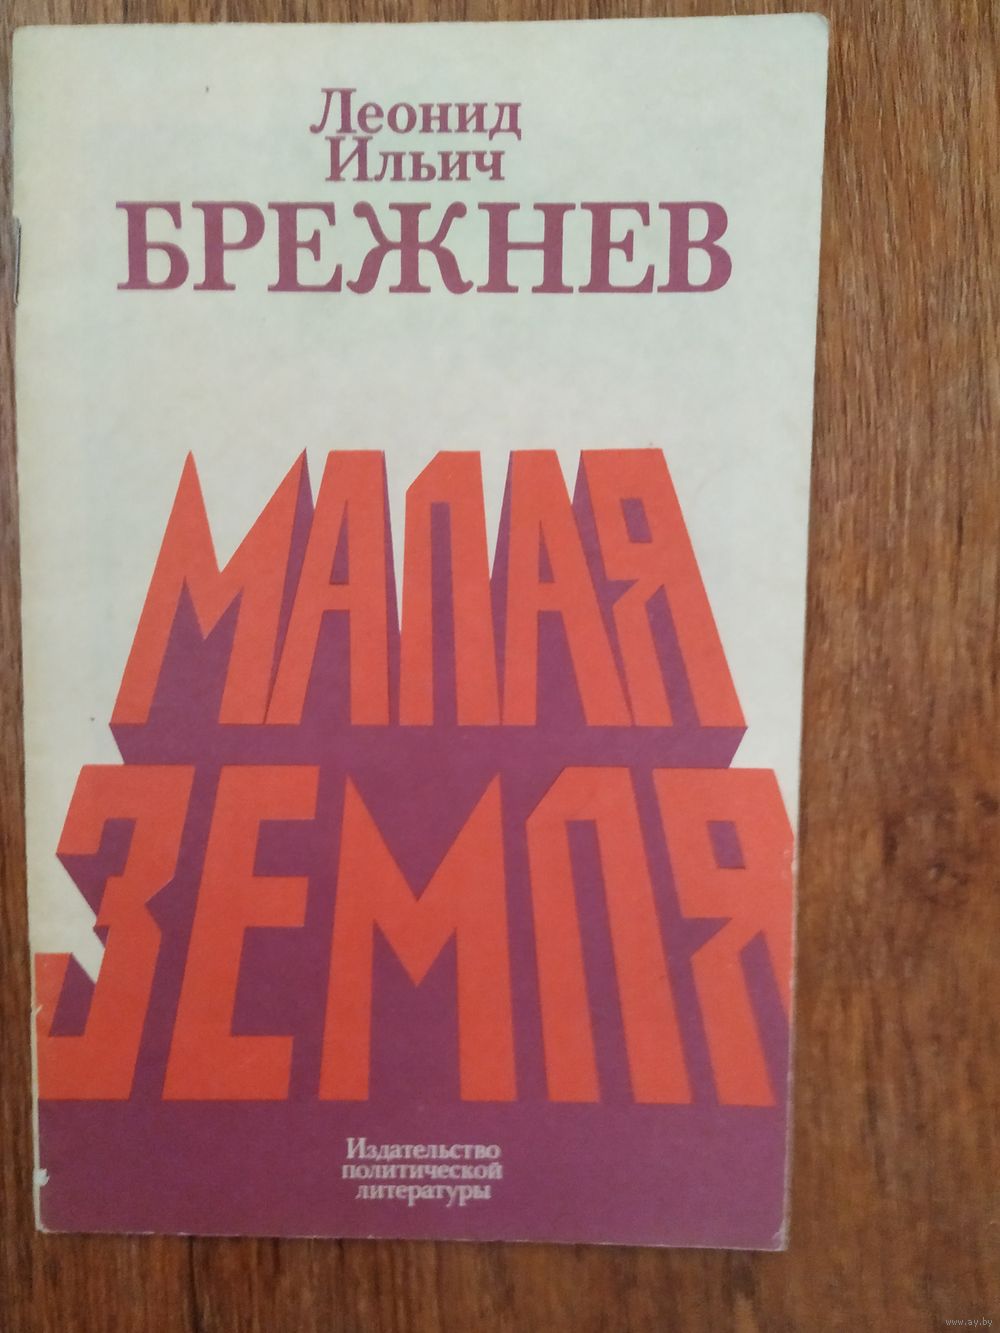 Леонид
Ильич
БРЕЖНЕВ
МАЛАЯ
ЗЕМЛЯ
Издательство
политической
литературы
www.ay.by